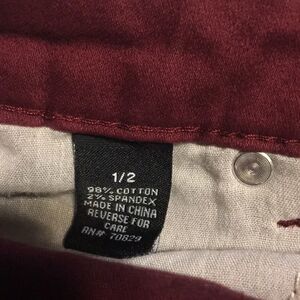 1/2
98% COTTON
2% SPANDEX
MADE IN CHINA
REVERSE FOR
CARE
RN# 70829